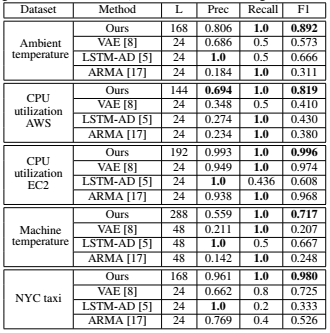 Dataset Method L Prec Recall F1
Ambient temperature Ours 168 0.806 1.0 0.892
VAE [8] 24 0.686 0.5 0.573
LSTM-AD [5] 24 1.0 0.5 0.666
ARMA [17] 24 0.184 1.0 0.311
CPU utilization AWS Ours 144 0.694 1.0 0.819
VAE [8] 24 0.348 0.5 0.410
LSTM-AD [5] 24 0.274 1.0 0.430
ARMA [17] 24 0.234 1.0 0.380
CPU utilization EC2 Ours 192 0.993 1.0 0.996
VAE [8] 24 0.949 1.0 0.974
LSTM-AD [5] 24 1.0 0.436 0.608
ARMA [17] 24 0.938 1.0 0.968
Machine temperature Ours 288 0.559 1.0 0.717
VAE [8] 48 0.211 1.0 0.207
LSTM-AD [5] 48 1.0 0.5 0.667
ARMA [17] 48 0.142 1.0 0.248
NYC taxi Ours 168 0.961 1.0 0.980
VAE [8] 24 0.662 0.8 0.725
LSTM-AD [5] 24 1.0 0.2 0.333
ARMA [17] 24 0.769 0.4 0.526